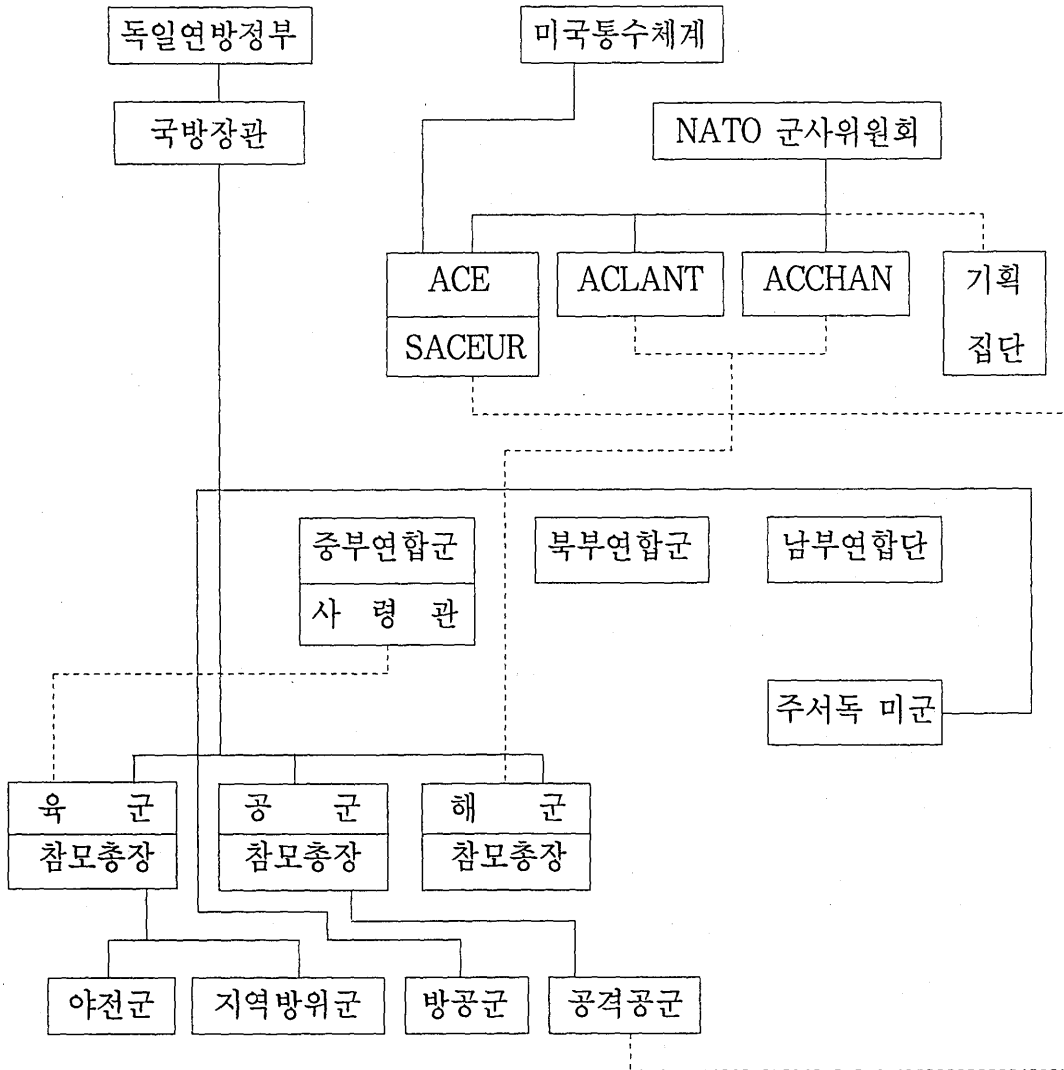 독일연방정부
미국통수체계
국방장관
NATO 군사위원회
ACE
ACLANT
ACCHAN
기획
SACEUR
집단
중부연합군
북부연합군
남부연합단
사 령 관
주서독 미군
육 군
공 군
해 군
참모총장
참모총장
참모총장
야전군
지역방위군
방공군
공격공군